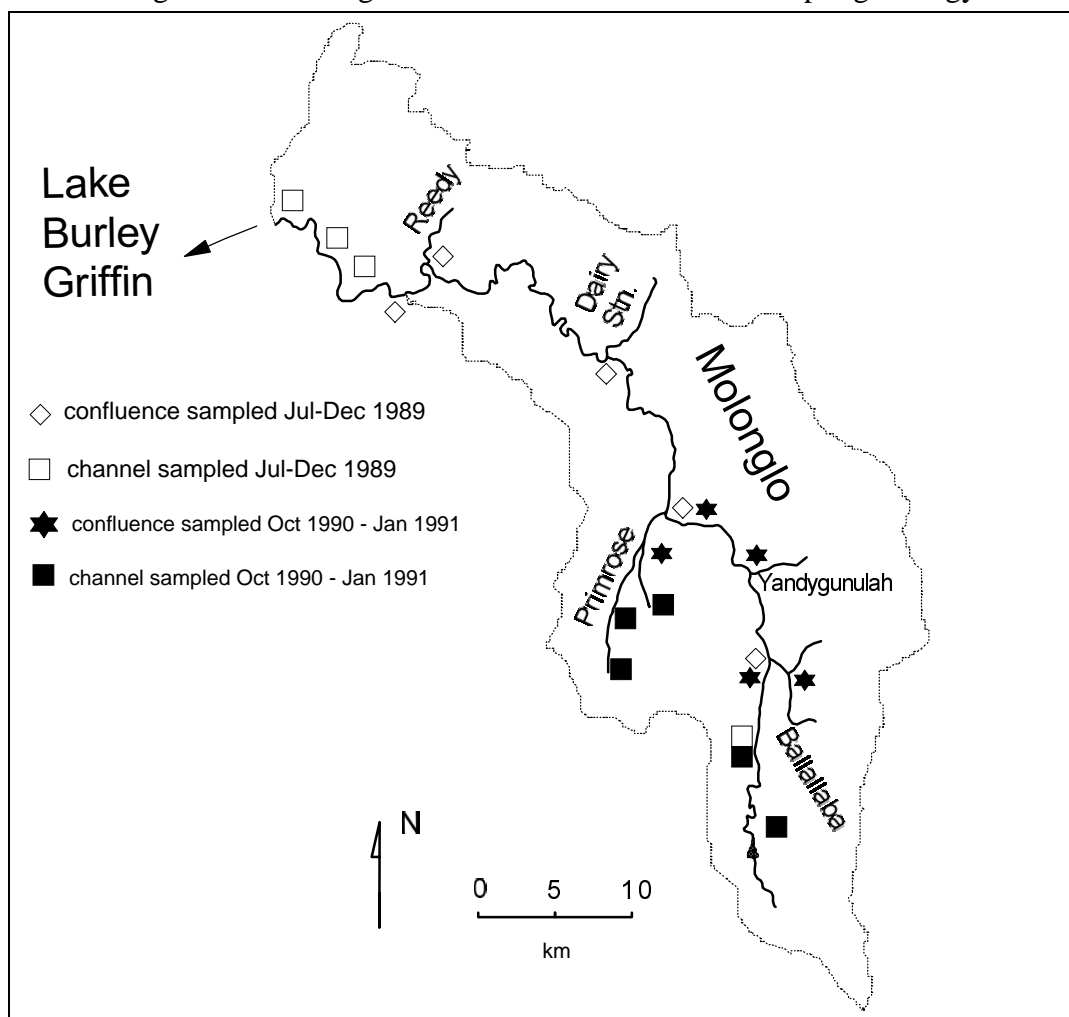 Lake
Burley
Griffin
Reedy
Dairy
Stn.
Molonglo
confluence sampled Jul-Dec 1989
channel sampled Jul-Dec 1989
confluence sampled Oct 1990 - Jan 1991
channel sampled Oct 1990 - Jan 1991
Primrose
Yandygunulah
Ballallaba
N
0 5 10
km